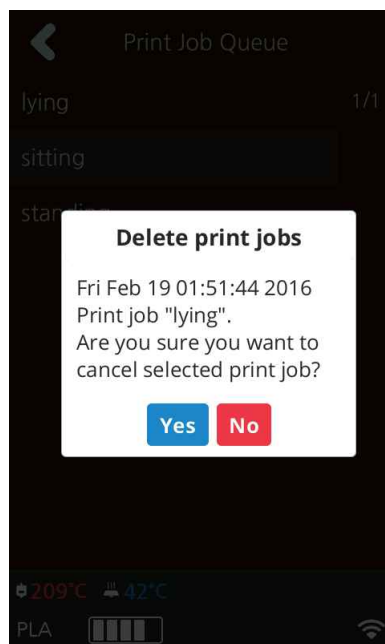 Print Job Queue
lying 1/1
sitting
standing
Delete print jobs
Fri Feb 19 01:51:44 2016
Print job "lying".
Are you sure you want to
cancel selected print job?
Yes No
209°C 42°C
PLA